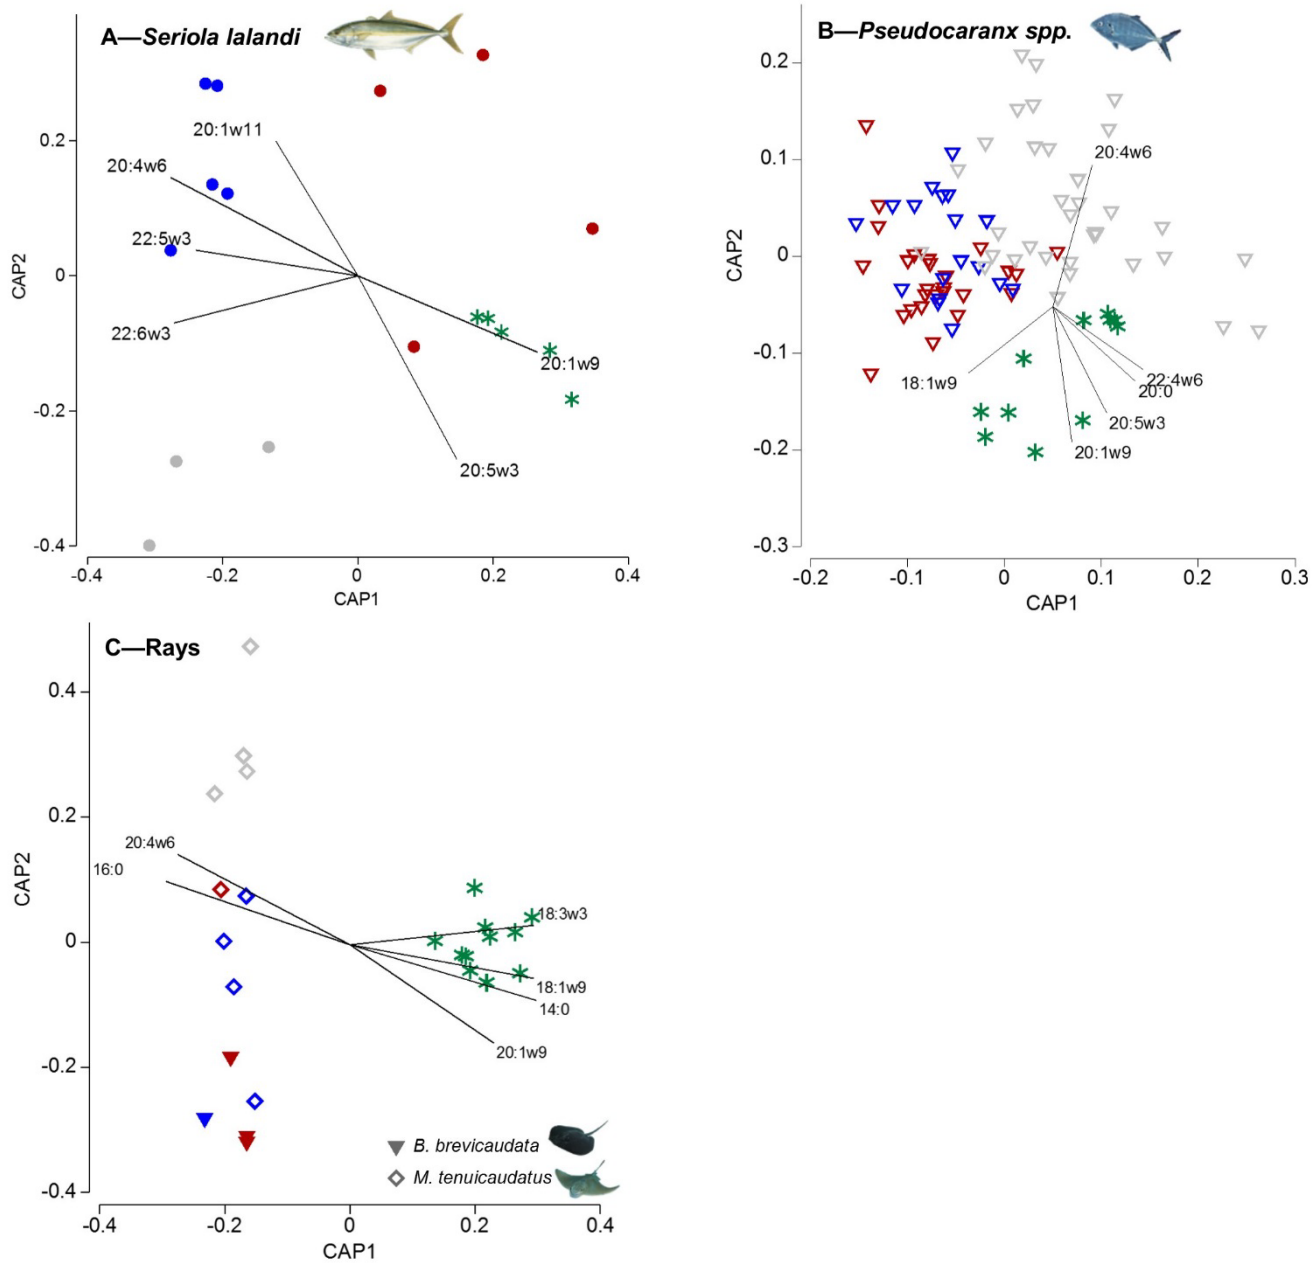 A—Seriola lalandi
0.2
0
-0.2
-0.4
CAP2
20:1w11
20:4w6
22:5w3
22:6w3
20:1w9
20:5w3
-0.4
-0.2
0
0.2
0.4
CAP1
B—Pseudocaranx spp.
0.2
0.1
0
-0.1
-0.2
-0.3
CAP2
20:4w6
18:1w9
22:4w6
20:0
20:5w3
20:1w9
-0.2
-0.1
0
0.1
0.2
0.3
CAP1
C—Rays
0.4
0.2
0
-0.2
-0.4
CAP2
20:4w6
16:0
18:3w3
18:1w9
14:0
20:1w9
B. brevicaudata
M. tenuicaudatus
-0.4
-0.2
0
0.2
0.4
CAP1